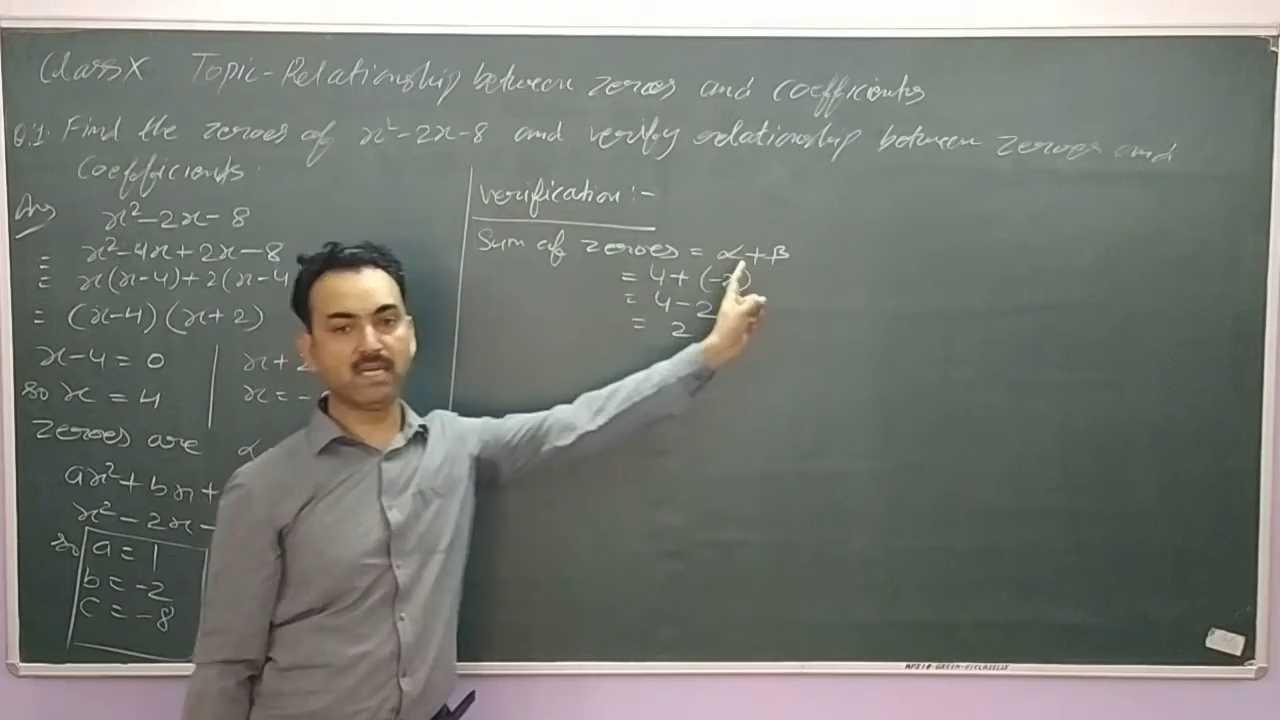 Class X Topic - Relationship between zeroes and coefficients
Q.1. Find the zeroes of x² - 2x - 8 and verify relationship between zeroes and
coefficients.
Ans x² - 2x - 8
= x² - 4x + 2x - 8
= x(x - 4) + 2(x - 4
= (x - 4) (x + 2)
x - 4 = 0 | x + 2
so x = 4 | x = -
zeroes are α
ax² + bx +
x² - 2x -
so a = 1
b = -2
c = -8
verification :-
Sum of zeroes = α + β
= 4 + (-2)
= 4 - 2
= 2